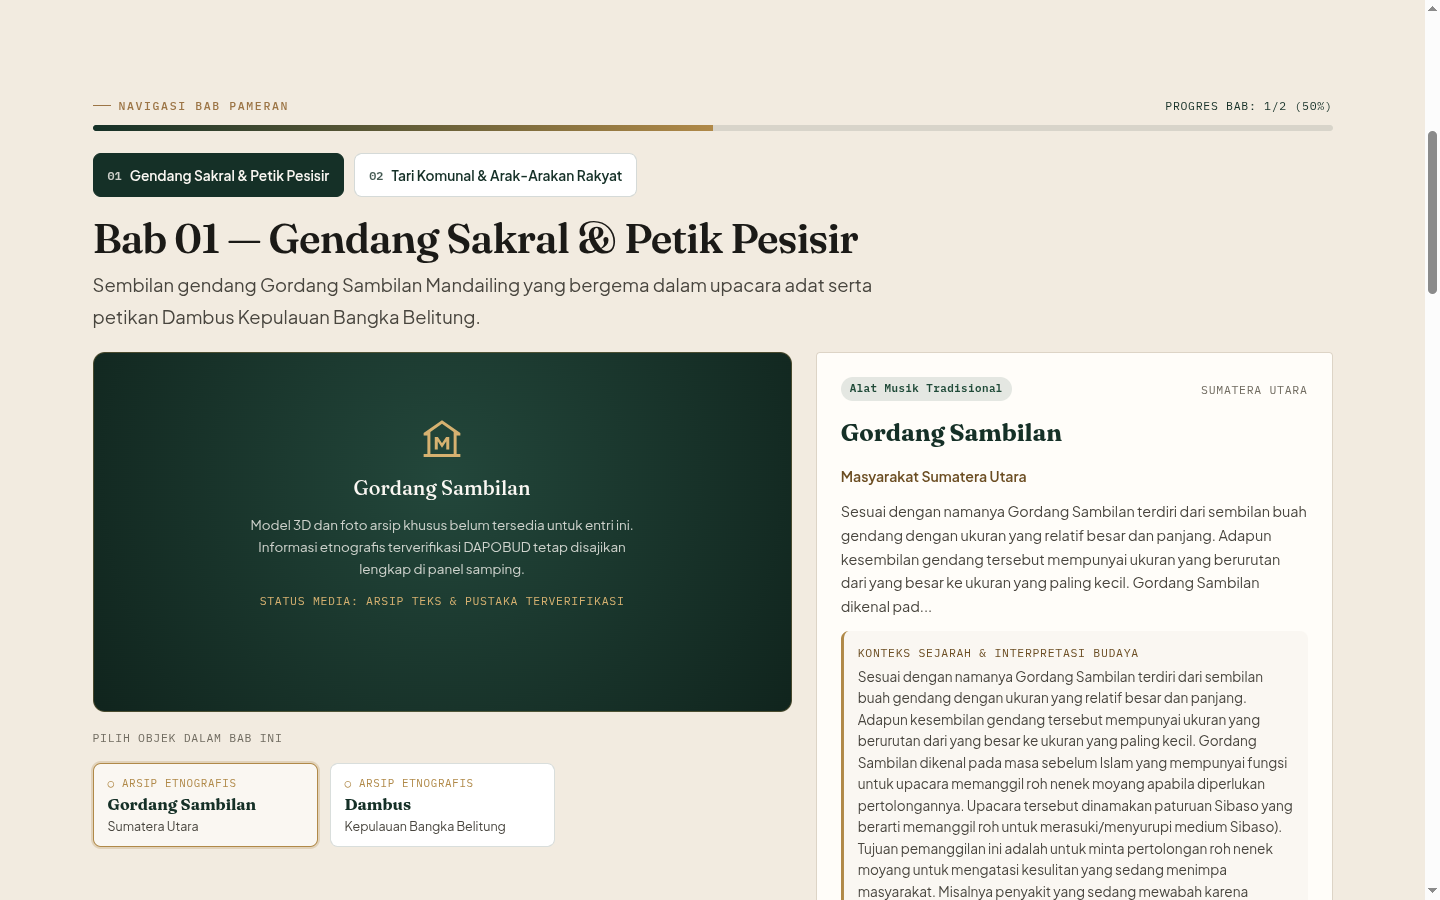 NAVIGASI BAB PAMERAN
PROGRES BAB: 1/2 (50%)
01 Gendang Sakral & Petik Pesisir
02 Tari Komunal & Arak-Arakan Rakyat
Bab 01 — Gendang Sakral & Petik Pesisir
Sembilan gendang Gordang Sambilan Mandailing yang bergema dalam upacara adat serta
petikan Dambus Kepulauan Bangka Belitung.
M
Gordang Sambilan
Model 3D dan foto arsip khusus belum tersedia untuk entri ini.
Informasi etnografis terverifikasi DAPOBUD tetap disajikan
lengkap di panel samping.
STATUS MEDIA: ARSIP TEKS & PUSTAKA TERVERIFIKASI
PILIH OBJEK DALAM BAB INI
○ ARSIP ETNOGRAFIS
Gordang Sambilan
Sumatera Utara
○ ARSIP ETNOGRAFIS
Dambus
Kepulauan Bangka Belitung
Alat Musik Tradisional
SUMATERA UTARA
Gordang Sambilan
Masyarakat Sumatera Utara
Sesuai dengan namanya Gordang Sambilan terdiri dari sembilan buah
gendang dengan ukuran yang relatif besar dan panjang. Adapun
kesembilan gendang tersebut mempunyai ukuran yang berurutan
dari yang besar ke ukuran yang paling kecil. Gordang Sambilan
dikenal pad...
KONTEKS SEJARAH & INTERPRETASI BUDAYA
Sesuai dengan namanya Gordang Sambilan terdiri dari sembilan
buah gendang dengan ukuran yang relatif besar dan panjang.
Adapun kesembilan gendang tersebut mempunyai ukuran yang
berurutan dari yang besar ke ukuran yang paling kecil. Gordang
Sambilan dikenal pada masa sebelum Islam yang mempunyai fungsi
untuk upacara memanggil roh nenek moyang apabila diperlukan
pertolongannya. Upacara tersebut dinamakan paturuan Sibaso yang
berarti memanggil roh untuk merasuki/menyurupi medium Sibaso).
Tujuan pemanggilan ini adalah untuk minta pertolongan roh nenek
moyang untuk mengatasi kesulitan yang sedang menimpa
masyarakat. Misalnya penyakit yang sedang mewabah karena